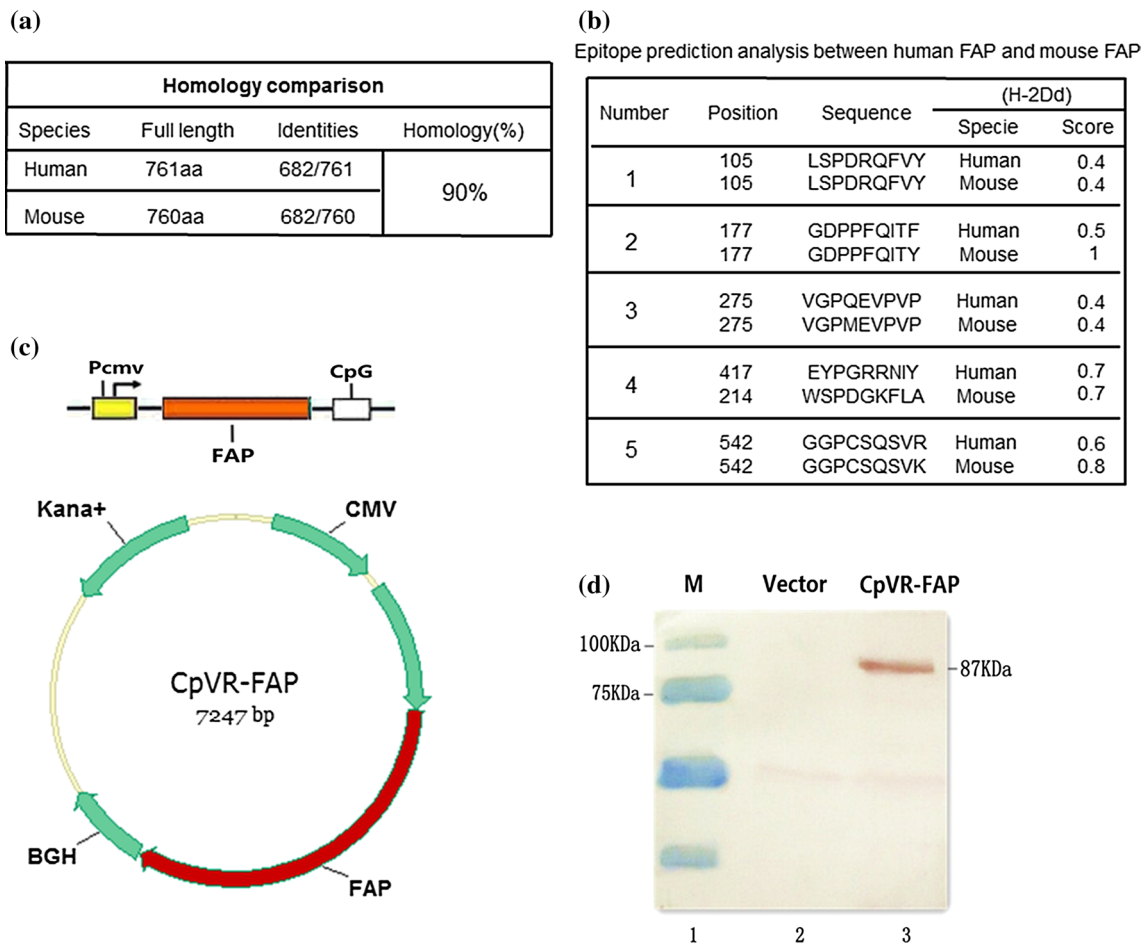 (a)
Homology comparison
Species Full length Identities Homology(%)
Human 761aa 682/761
90%
Mouse 760aa 682/760
(b)
Epitope prediction analysis between human FAP and mouse FAP
Number Position Sequence (H-2Dd)
Specie Score
1
105 LSPDRQFVY Human 0.4
105 LSPDRQFVY Mouse 0.4
2
177 GDPPFQITF Human 0.5
177 GDPPFQITY Mouse 1
3
275 VGPQEVPVP Human 0.4
275 VGPMEVPVP Mouse 0.4
4
417 EYPGRRNIY Human 0.7
214 WSPDGKFLA Mouse 0.7
5
542 GGPCSQSVR Human 0.6
542 GGPCSQSVK Mouse 0.8
(c)
Pcmv CpG
FAP
Kana+ CMV
CpVR-FAP
7247 bp
BGH
FAP
(d)
M Vector CpVR-FAP
100KDa
87KDa
75KDa
1 2 3